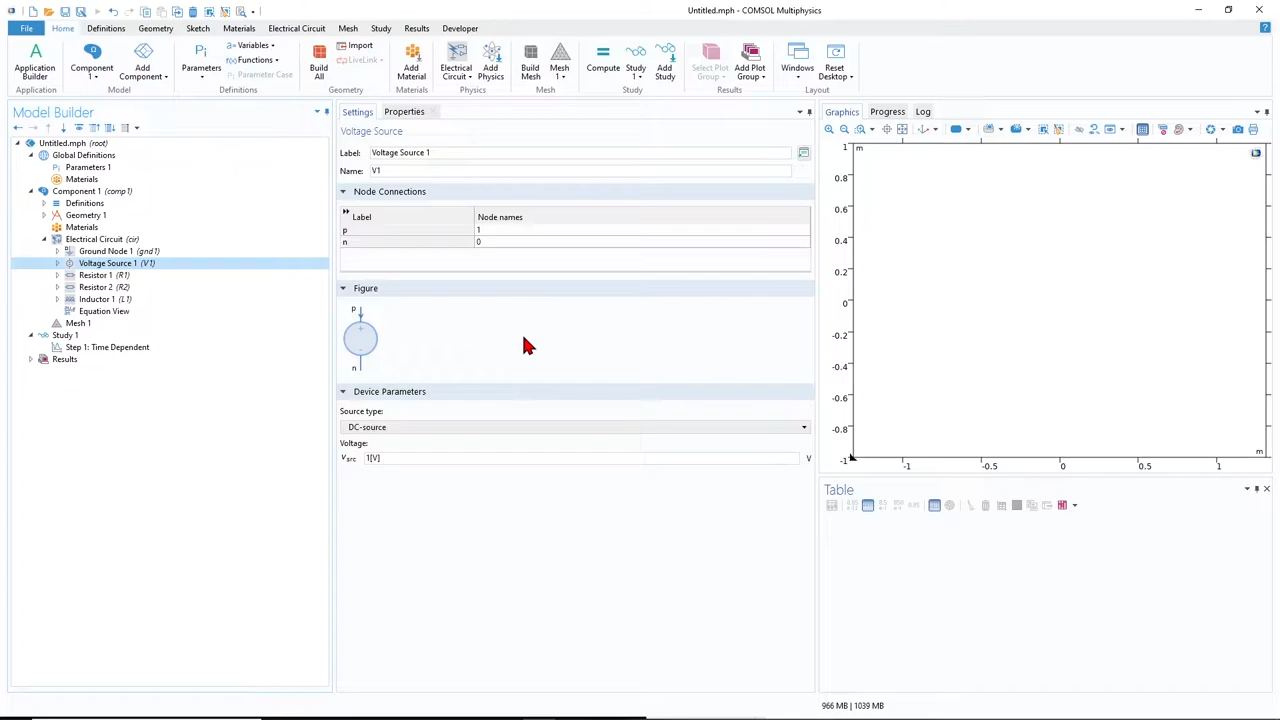 Untitled.mph - COMSOL Multiphysics
File Home Definitions Geometry Sketch Materials Electrical Circuit Mesh Study Results Developer
Application Builder
Component 1
Add Component
Parameters
Variables
Functions
Parameter Case
Build All
Import
LiveLink
Add Material
Electrical Circuit
Add Physics
Build Mesh
Mesh 1
Compute
Study 1
Add Study
Select Plot Group
Add Plot Group
Windows
Reset Desktop
Application Model Definitions Geometry Materials Physics Mesh Study Results Layout
Model Builder
Untitled.mph (root)
Global Definitions
Parameters 1
Materials
Component 1 (comp1)
Definitions
Geometry 1
Materials
Electrical Circuit (cir)
Ground Node 1 (gnd1)
Voltage Source 1 (V1)
Resistor 1 (R1)
Resistor 2 (R2)
Inductor 1 (L1)
Equation View
Mesh 1
Study 1
Step 1: Time Dependent
Results
Settings Properties
Voltage Source
Label: Voltage Source 1
Name: V1
Node Connections
Label Node names
p 1
n 0
Figure
p
+
-
n
Device Parameters
Source type:
DC-source
Voltage:
Vsrc 1[V] V
Graphics Progress Log
1
m
0.8
0.6
0.4
0.2
0
-0.2
-0.4
-0.6
-0.8
-1
m
-1 -0.5 0 0.5 1
Table
966 MB | 1039 MB